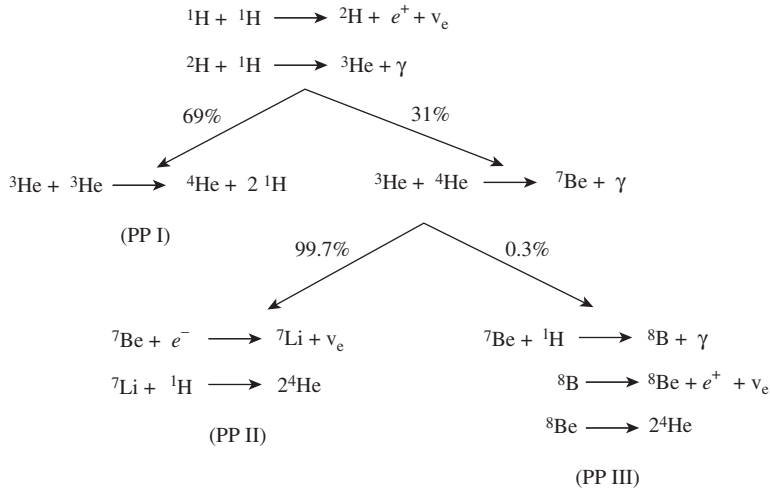 ¹H + ¹H ⟶ ²H + e⁺ + νₑ
²H + ¹H ⟶ ³He + γ
69% 31%
³He + ³He ⟶ ⁴He + 2 ¹H ³He + ⁴He ⟶ ⁷Be + γ
(PP I)
99.7% 0.3%
⁷Be + e⁻ ⟶ ⁷Li + νₑ ⁷Be + ¹H ⟶ ⁸B + γ
⁷Li + ¹H ⟶ 2⁴He ⁸B ⟶ ⁸Be + e⁺ + νₑ
(PP II) ⁸Be ⟶ 2⁴He
(PP III)